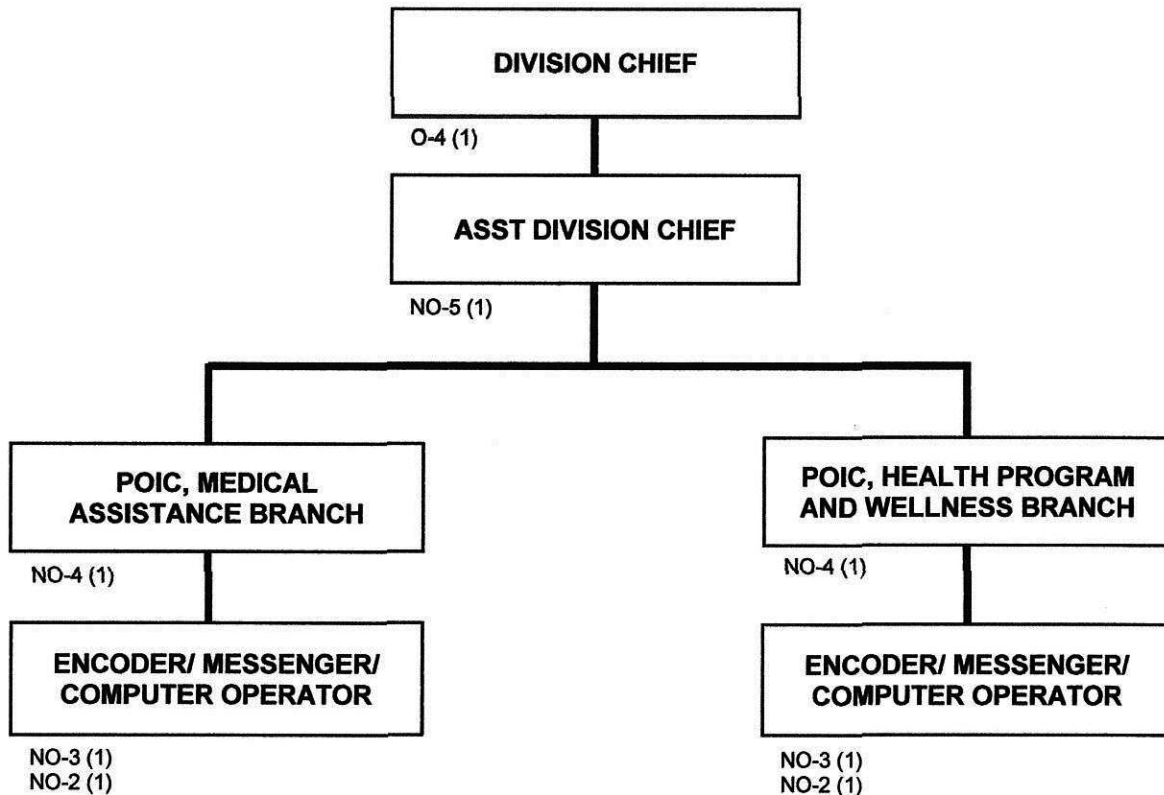 DIVISION CHIEF
O-4 (1)
ASST DIVISION CHIEF
NO-5 (1)
POIC, MEDICAL
ASSISTANCE BRANCH
NO-4 (1)
ENCODER/ MESSENGER/
COMPUTER OPERATOR
NO-3 (1)
NO-2 (1)
POIC, HEALTH PROGRAM
AND WELLNESS BRANCH
NO-4 (1)
ENCODER/ MESSENGER/
COMPUTER OPERATOR
NO-3 (1)
NO-2 (1)